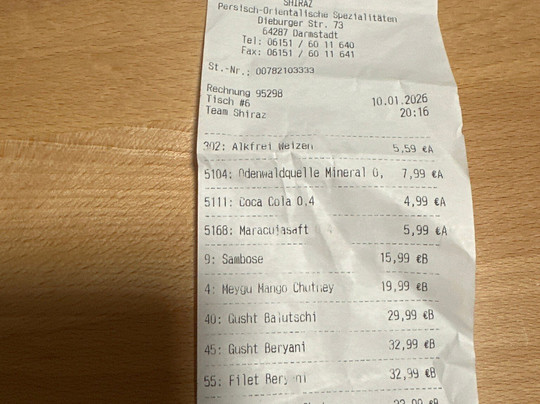 SHIRAZ
Persisch-Orientalische Spezialitäten
Dieburger Str. 73
64287 Darmstadt
Tel: 06151 / 60 11 640
Fax: 06151 / 60 11 641
St.-Nr.: 00782103333
Rechnung 95298
Tisch #6 10.01.2026
Team Shiraz 20:16
302: Alkfrei Weizen 5,59 €A
5104: Odenwaldquelle Mineral 0, 7,99 €A
5111: Coca Cola 0.4 4,99 €A
5168: Maracujasaft 5,99 €A
9: Sambose 15,99 €B
4: Meygu Mango Chutney 19,99 €B
40: Gusht Balutschi 29,99 €B
45: Gusht Beryani 32,99 €B
55: Filet 32,99 €B